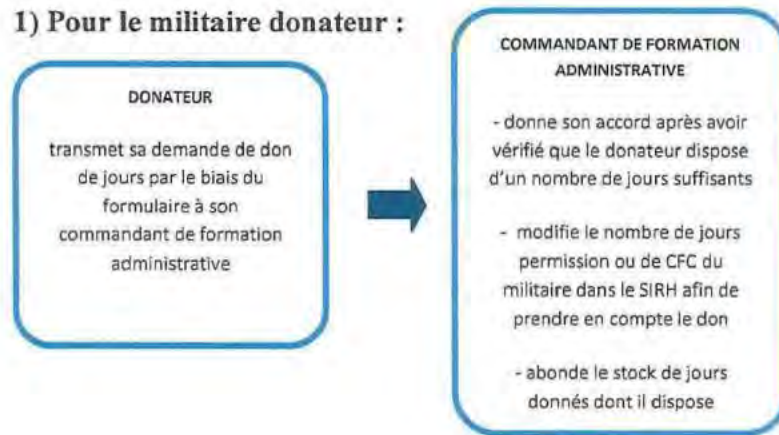 1) Pour le militaire donateur :
DONATEUR
transmet sa demande de don
de jours par le biais du
formulaire à son
commandant de formation
administrative
COMMANDANT DE FORMATION
ADMINISTRATIVE
- donne son accord après avoir
vérifié que le donateur dispose
d'un nombre de jours suffisants
- modifie le nombre de jours
permission ou de CFC du
militaire dans le SIRH afin de
prendre en compte le don
- abonde le stock de jours
donnés dont il dispose